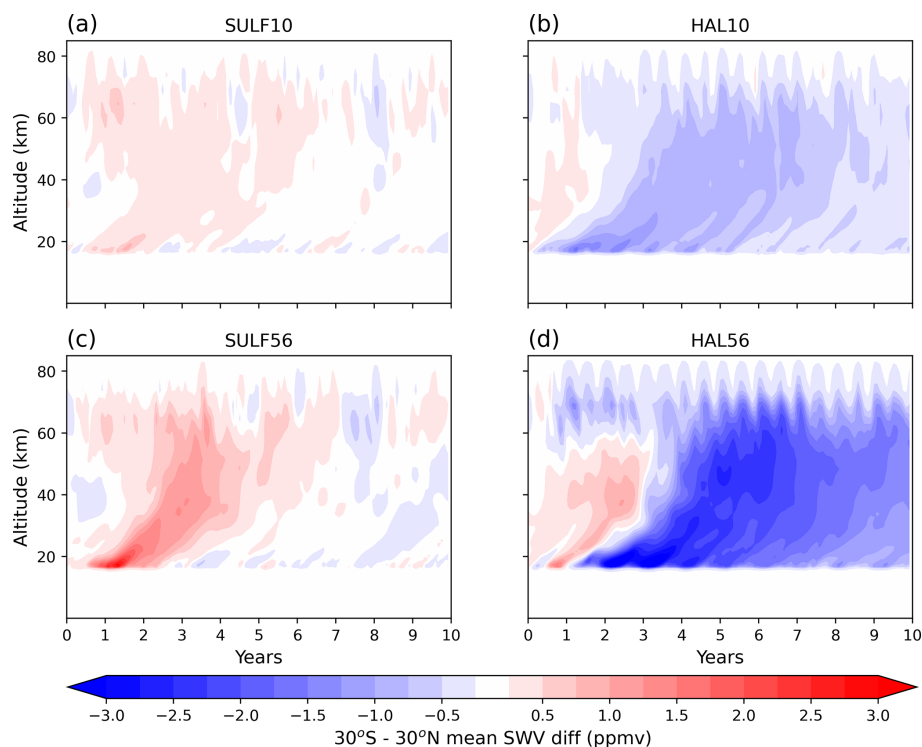 (a) SULF10
(b) HAL10
80
60
40
20
Altitude (km)
(c) SULF56
(d) HAL56
80
60
40
20
Altitude (km)
0 1 2 3 4 5 6 7 8 9 10
0 1 2 3 4 5 6 7 8 9 10
Years
Years
−3.0 −2.5 −2.0 −1.5 −1.0 −0.5 0.5 1.0 1.5 2.0 2.5 3.0
30°S - 30°N mean SWV diff (ppmv)